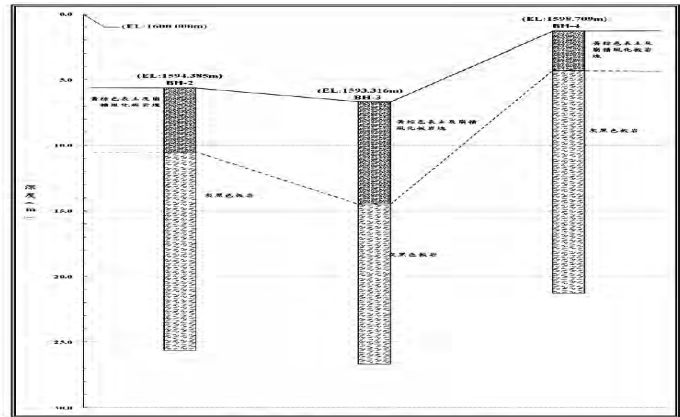 0.0
(EL:1600.000m)
(EL:1598.709m)
BH-4
黃棕色表土及
崩積風化板岩
塊
5.0
(EL:1594.385m)
BH-2
(EL:1593.316m)
BH-3
黃棕色表土及崩
積風化板岩塊
黃棕色表土及崩積
風化板岩塊
10.0
灰黑色板岩
灰黑色板岩
深度(m)
15.0
灰黑色板岩
20.0
25.0
30.0